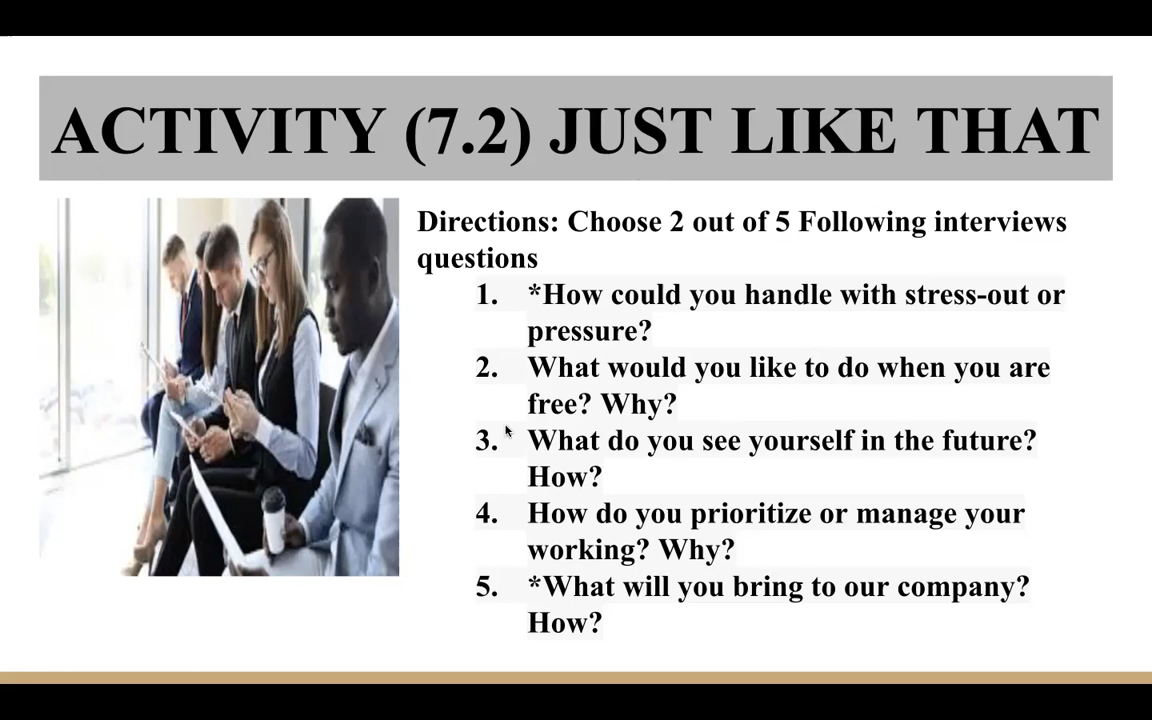 ACTIVITY (7.2) JUST LIKE THAT
Directions: Choose 2 out of 5 Following interviews
questions
1. *How could you handle with stress-out or
pressure?
2. What would you like to do when you are
free? Why?
3. What do you see yourself in the future?
How?
4. How do you prioritize or manage your
working? Why?
5. *What will you bring to our company?
How?